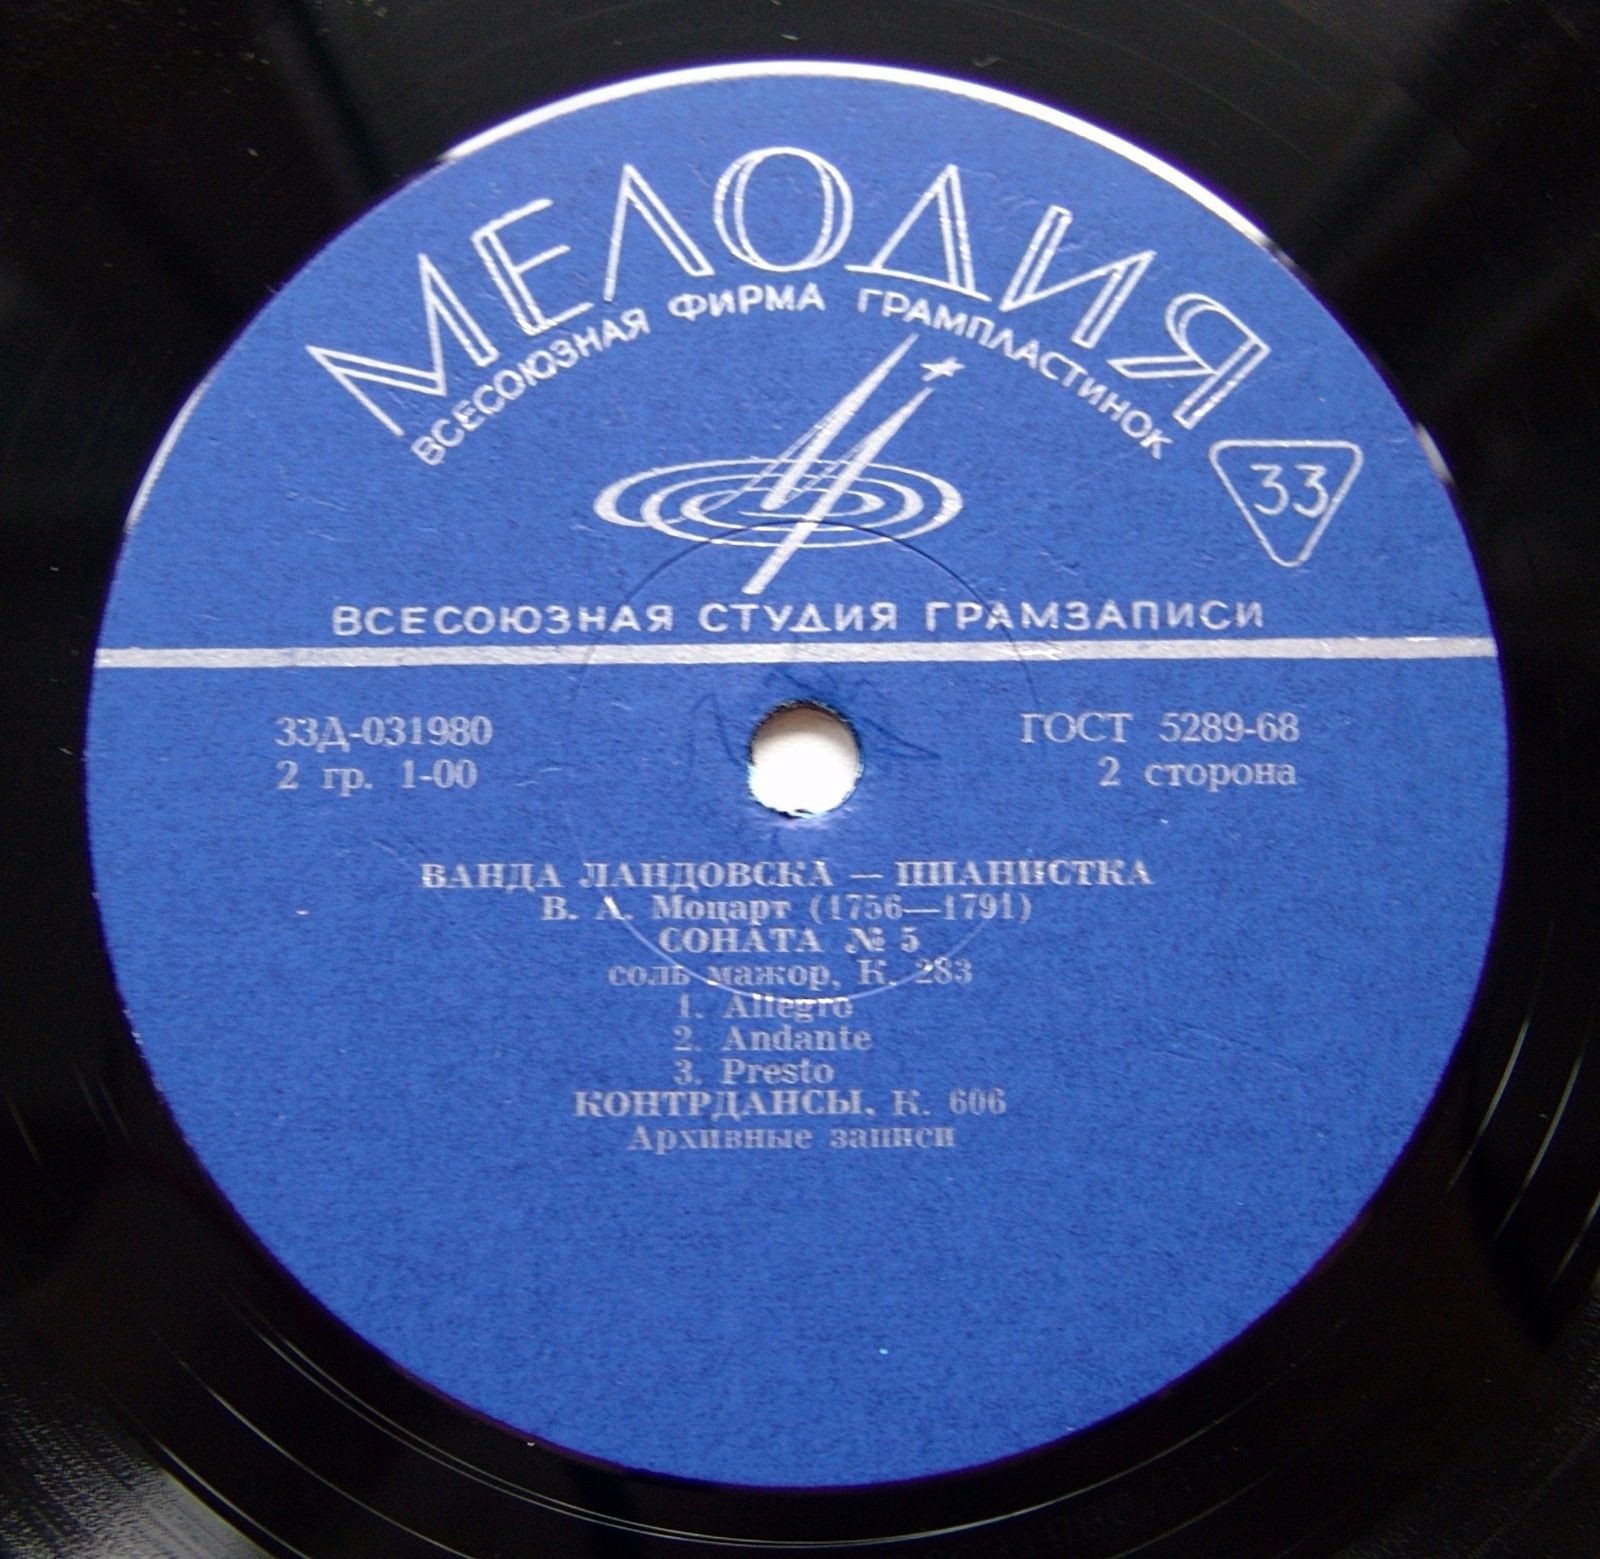 МЕЛОДИЯ
ВСЕСОЮЗНАЯ ФИРМА ГРАМПЛАСТИНОК
33
ВСЕСОЮЗНАЯ СТУДИЯ ГРАМЗАПИСИ
33Д-031980 ГОСТ 5289-68
2 гр. 1-00 2 сторона
ВАНДА ЛАНДОВСКА — ПИАНИСТКА
В. А. Моцарт (1756—1791)
СОНАТА № 5
соль мажор, К. 283
1. Allegro
2. Andante
3. Presto
КОНТРДАНСЫ, К. 606
Архивные записи